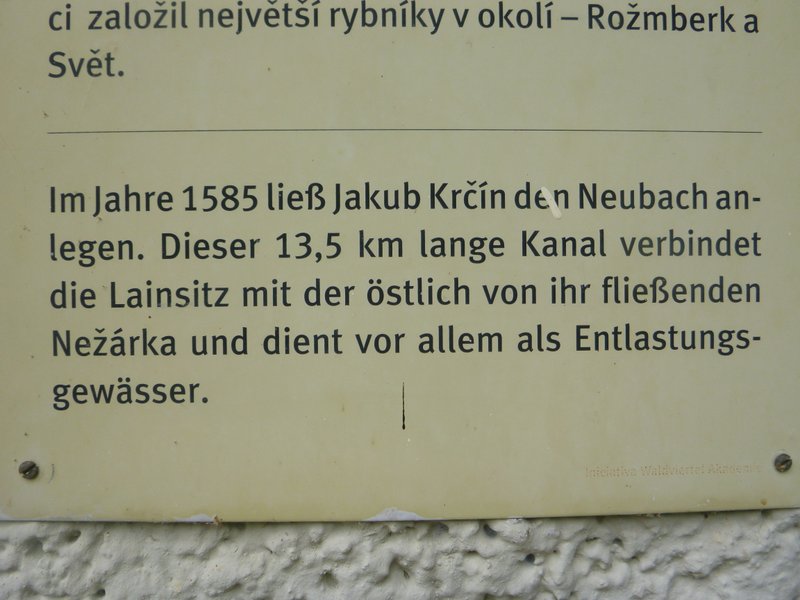 ci založil největší rybníky v okolí – Rožmberk a
Svět.
Im Jahre 1585 ließ Jakub Krčín den Neubach an-
legen. Dieser 13,5 km lange Kanal verbindet
die Lainsitz mit der östlich von ihr fließenden
Nežárka und dient vor allem als Entlastungs-
gewässer.
Waldviertel Akademie